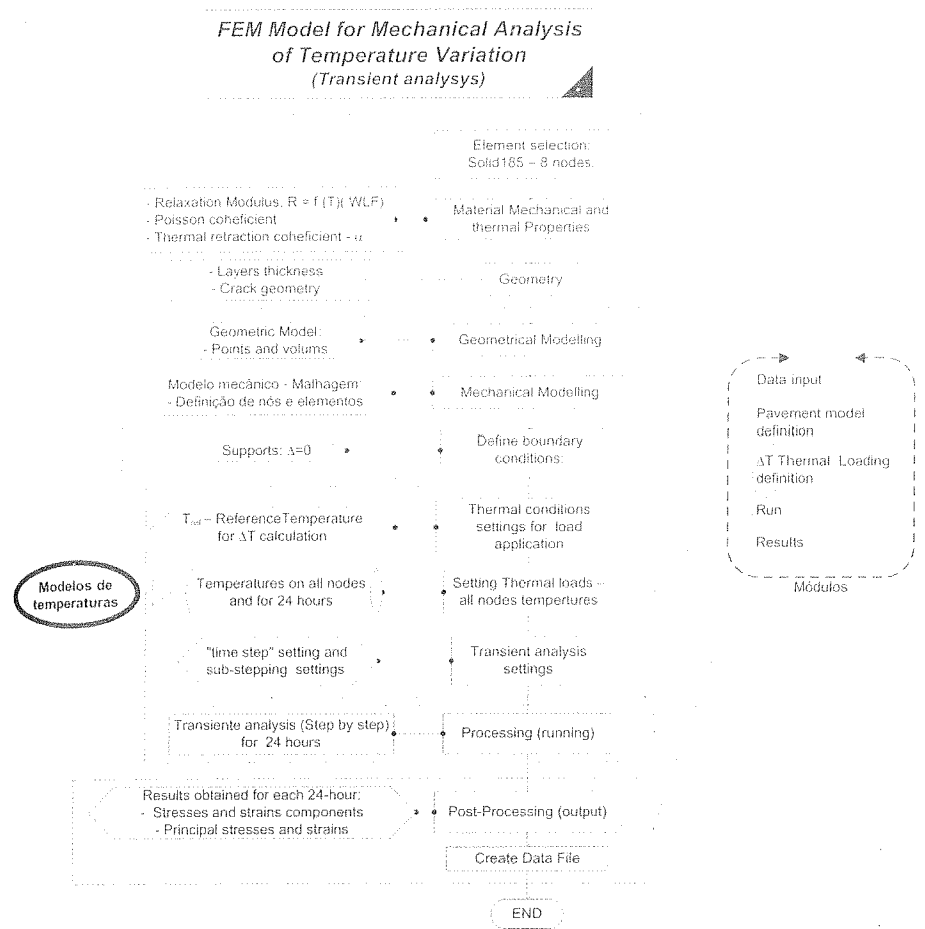 FEM Model for Mechanical Analysis
of Temperature Variation
(Transient analysys)
Element selection:
Solid185 – 8 nodes.
- Relaxation Modulus, R = f (T)( WLF)
- Poisson coheficient
- Thermal retraction coheficient - α
Material Mechanical and
thermal Properties
- Layers thickness
- Crack geometry
Geometry
Geometric Model:
- Points and volums
Geometrical Modelling
Modelo mecânico - Malhagem:
- Definição de nós e elementos
Mechanical Modelling
Supports: Δ=0
Define boundary
conditions:
Tref – ReferenceTemperature
for ΔT calculation
Thermal conditions
settings for load
application
Modelos de
temperaturas
Temperatures on all nodes
and for 24 hours
Setting Thermal loads –
all nodes tempertures
"time step" setting and
sub-stepping settings
Transient analysis
settings
Transiente analysis (Step by step)
for 24 hours
Processing (running)
Results obtained for each 24-hour:
- Stresses and strains components
- Principal stresses and strains
Post-Processing (output)
Create Data File
END
Data input
Pavement model
definition
ΔT Thermal Loading
definition
Run
Results
Módulos